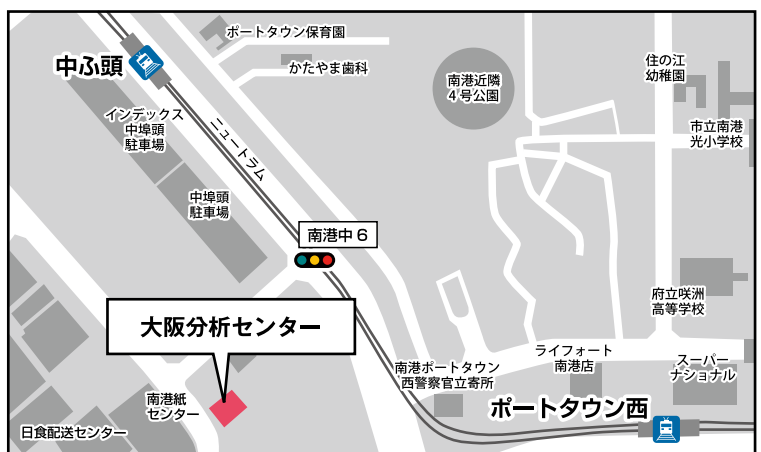 ポートタウン保育園
中ふ頭
かたやま歯科
住の江
幼稚園
南港近隣
4号公園
インデックス
中埠頭
駐車場
ニュートラム
市立南港
光小学校
中埠頭
駐車場
南港中6
府立咲洲
高等学校
大阪分析センター
ライフォート
南港店
スーパー
ナショナル
南港ポートタウン
西警察官立寄所
南港紙
センター
ポートタウン西
日食配送センター